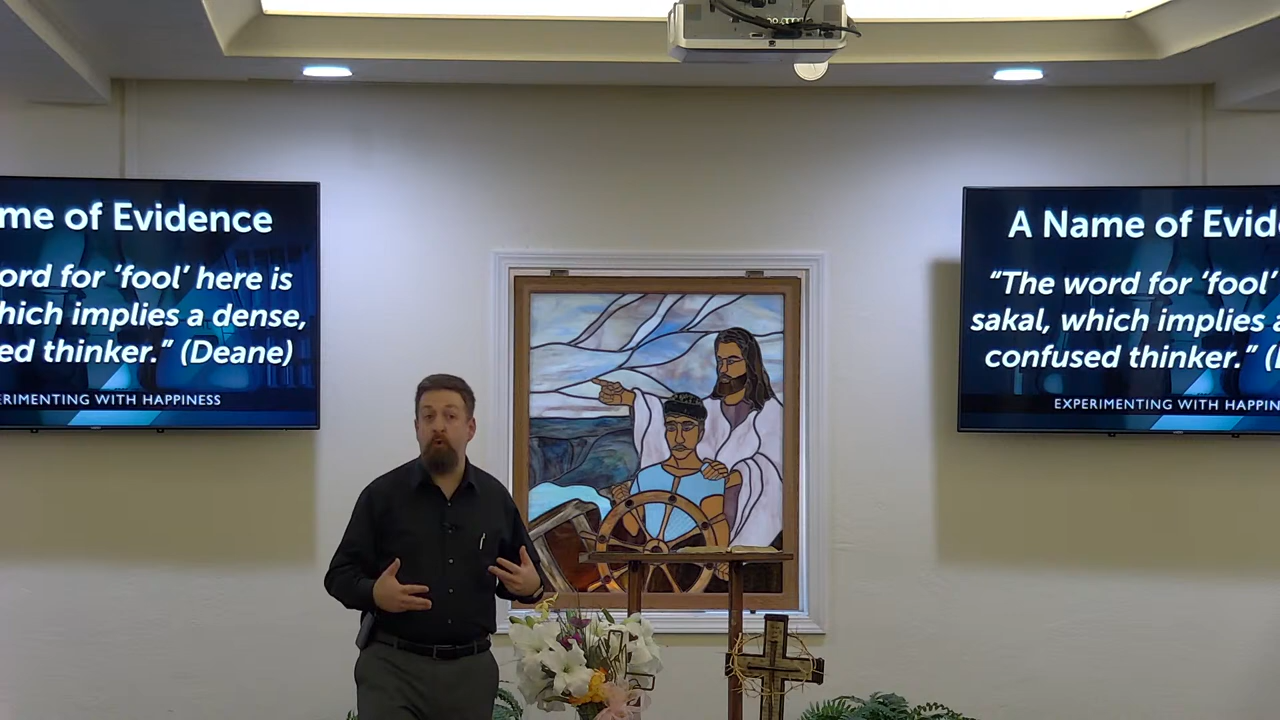 me of Evidence
ord for ‘fool’ here is
hich implies a dense,
ed thinker.” (Deane)
ERIMENTING WITH HAPPINESS
A Name of Evid
“The word for ‘fool’
sakal, which implies a
confused thinker.” (
EXPERIMENTING WITH HAPPIN